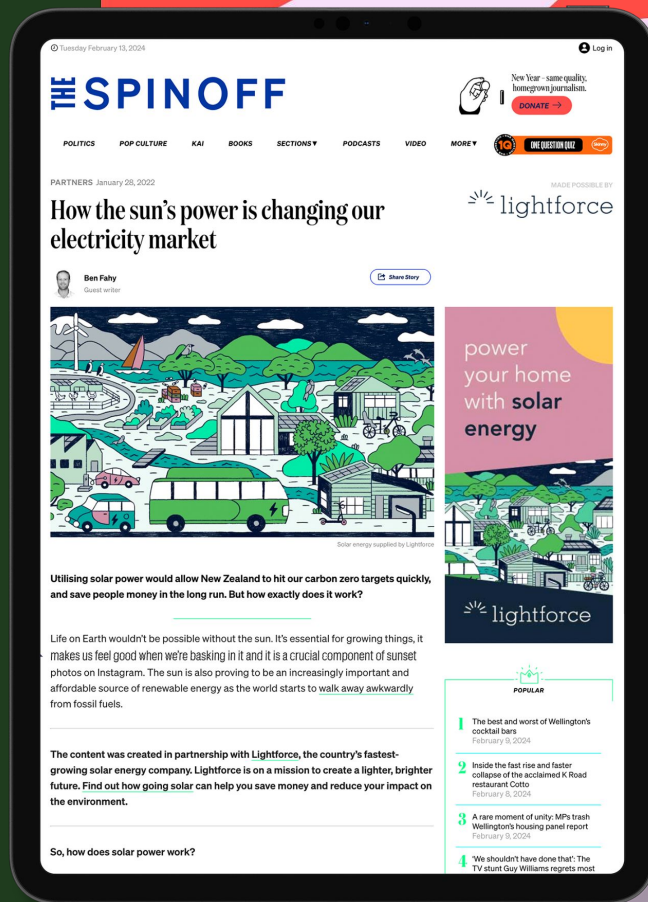 Tuesday February 13, 2024
Log in
THE SPINOFF
New Year – same quality,
homegrown journalism.
DONATE →
POLITICS POP CULTURE KAI BOOKS SECTIONS▼ PODCASTS VIDEO MORE▼
1Q ONE QUESTION QUIZ
PARTNERS January 28, 2022
MADE POSSIBLE BY
lightforce
How the sun's power is changing our
electricity market
Ben Fahy
Guest writer
Share Story
power
your home
with solar
energy
lightforce
Solar energy supplied by Lightforce
Utilising solar power would allow New Zealand to hit our carbon zero targets quickly,
and save people money in the long run. But how exactly does it work?
Life on Earth wouldn't be possible without the sun. It's essential for growing things, it
makes us feel good when we're basking in it and it is a crucial component of sunset
photos on Instagram. The sun is also proving to be an increasingly important and
affordable source of renewable energy as the world starts to walk away awkwardly
from fossil fuels.
The content was created in partnership with Lightforce, the country's fastest-
growing solar energy company. Lightforce is on a mission to create a lighter, brighter
future. Find out how going solar can help you save money and reduce your impact on
the environment.
So, how does solar power work?
POPULAR
1 The best and worst of Wellington's
cocktail bars
February 9, 2024
2 Inside the fast rise and faster
collapse of the acclaimed K Road
restaurant Cotto
February 8, 2024
3 A rare moment of unity: MPs trash
Wellington's housing panel report
February 9, 2024
4 'We shouldn't have done that': The
TV stunt Guy Williams regrets most